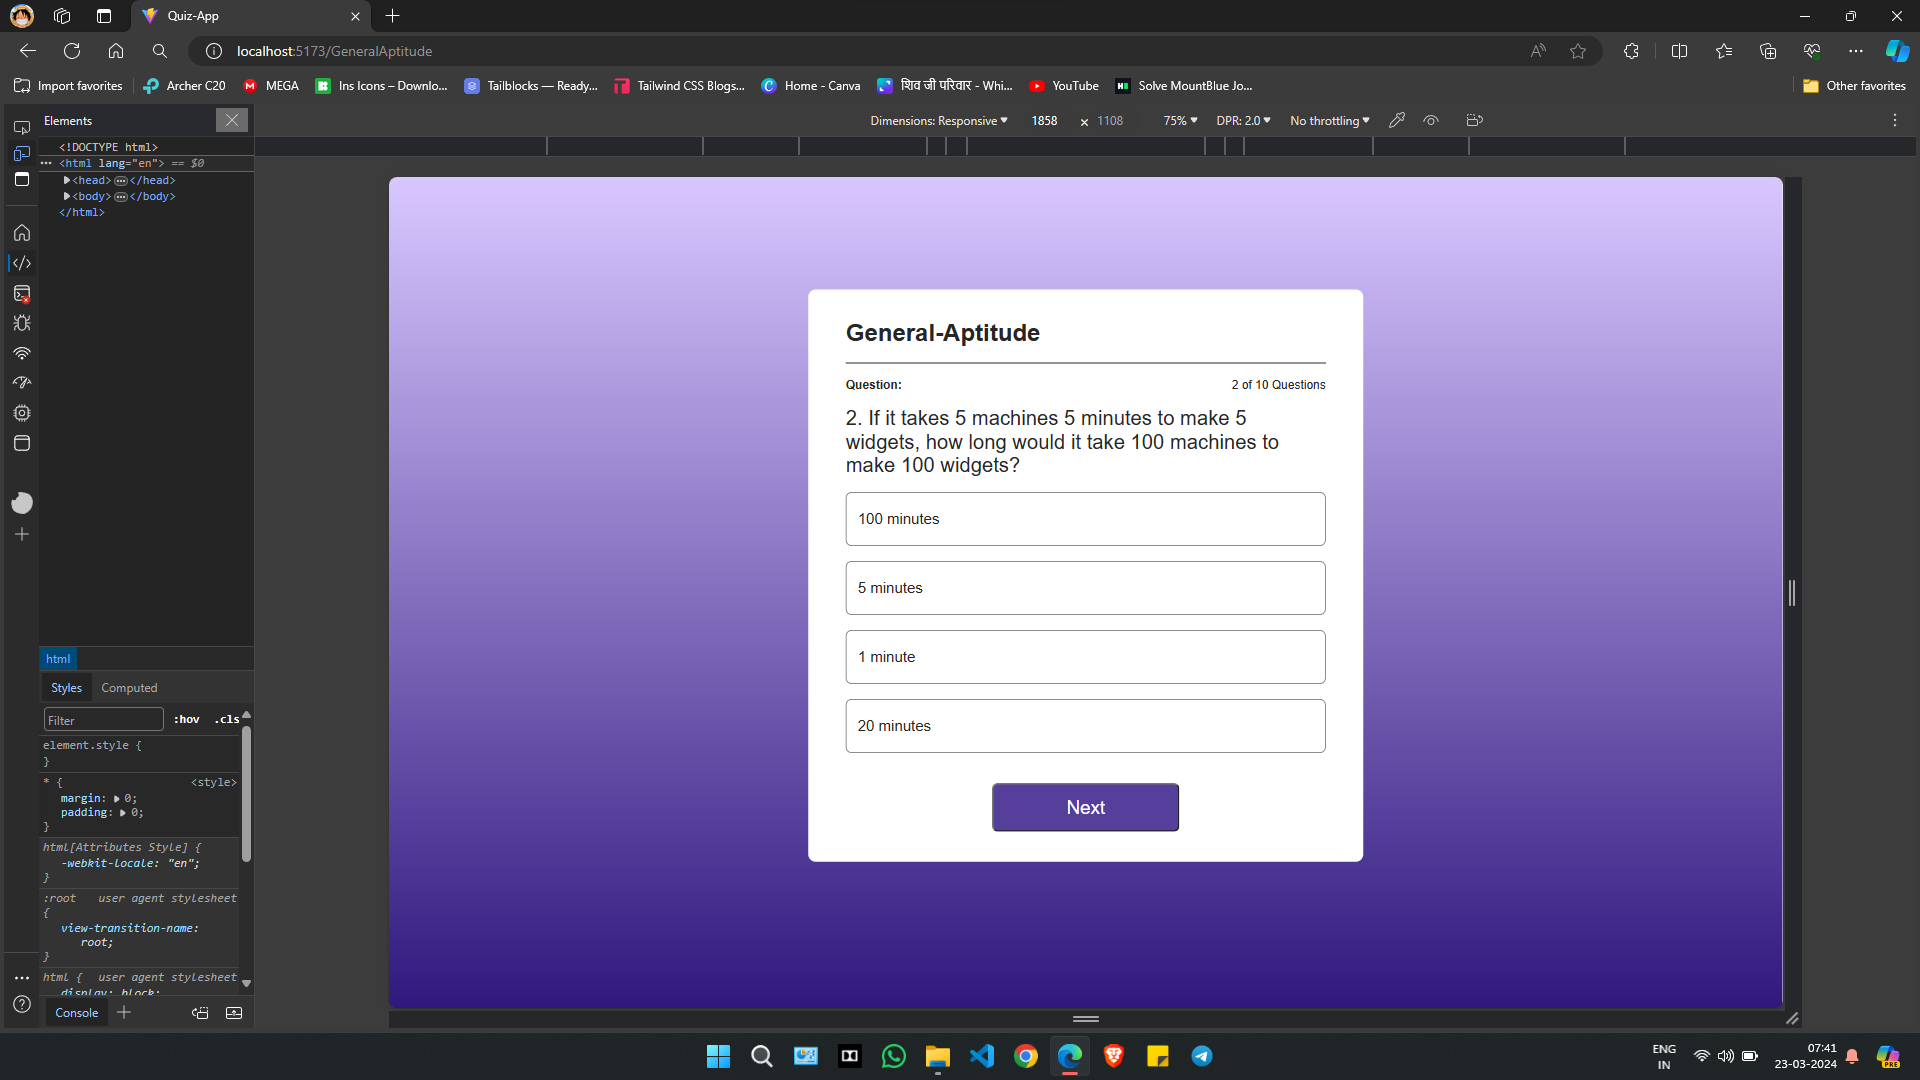 Quiz-App
localhost:5173/GeneralAptitude
Import favorites
Archer C20
MEGA
Ins Icons – Downlo...
Tailblocks — Ready...
Tailwind CSS Blogs...
Home - Canva
शिव जी परिवार - Whi...
YouTube
Solve MountBlue Jo...
Other favorites
Elements
Dimensions: Responsive
1858
×
1108
75%
DPR: 2.0
No throttling
<!DOCTYPE html>
<html lang="en"> == $0
<head> </head>
<body> </body>
</html>
General-Aptitude
Question:
2 of 10 Questions
2. If it takes 5 machines 5 minutes to make 5
widgets, how long would it take 100 machines to
make 100 widgets?
100 minutes
5 minutes
1 minute
20 minutes
Next
html
Styles
Computed
Filter
:hov
.cls
element.style {
}
* {
<style>
margin: 0;
padding: 0;
}
html[Attributes Style] {
-webkit-locale: "en";
}
:root
user agent stylesheet
{
view-transition-name:
root;
}
html {
user agent stylesheet
display: block;
Console
ENG
IN
07:41
23-03-2024
PRE